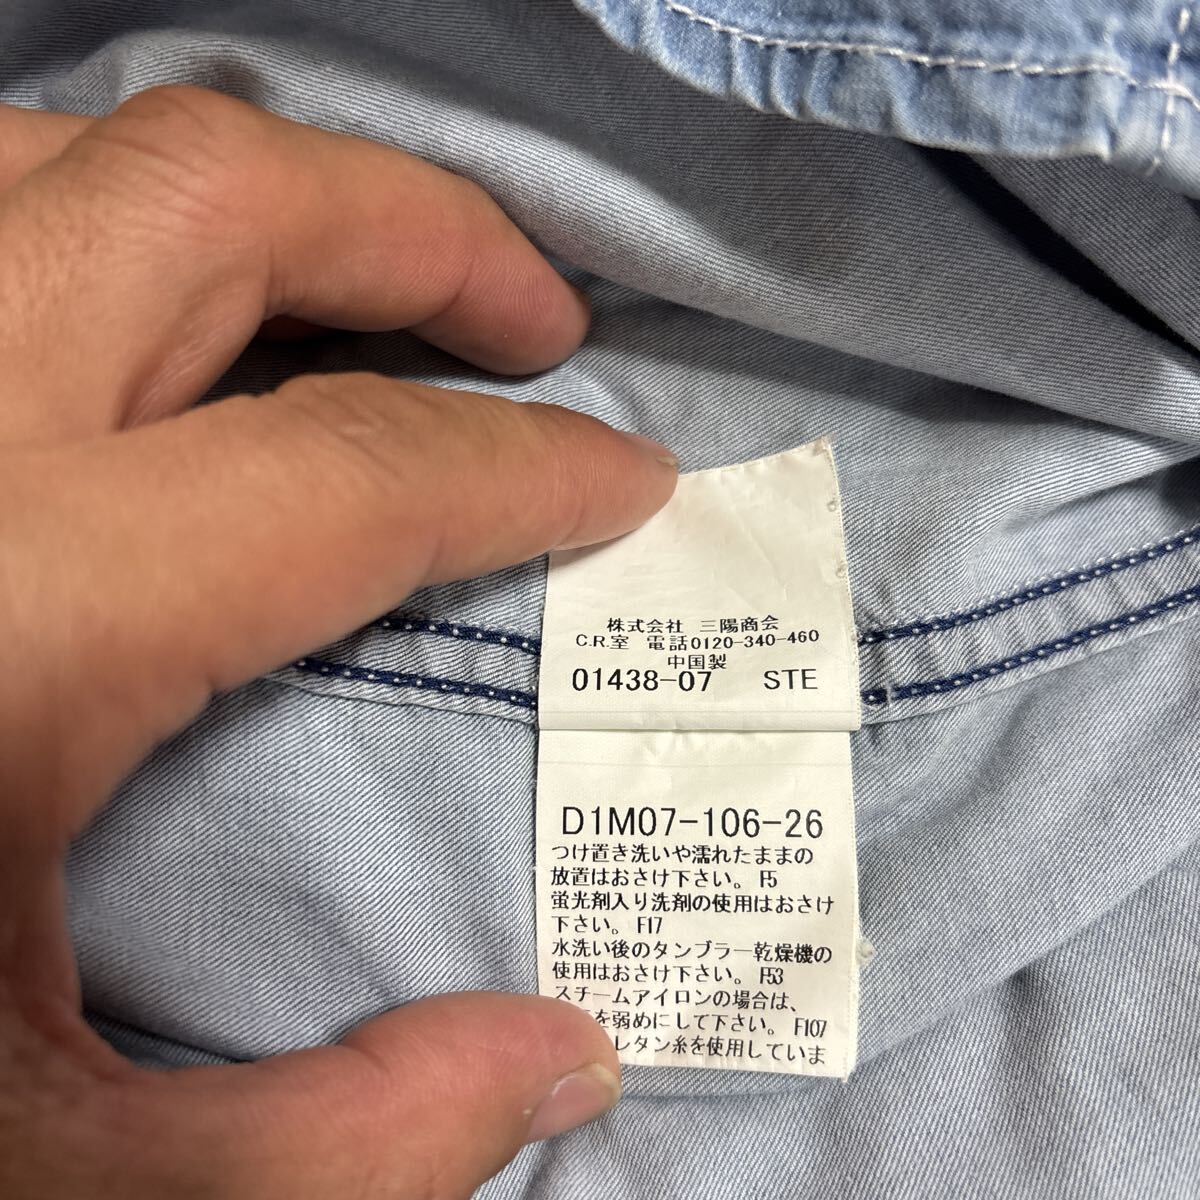 株式会社 三陽商会
C.R.室 電話0120-340-460
中国製
01438-07 STE
D1M07-106-26
つけ置き洗いや濡れたままの
放置はおさけ下さい。F5
蛍光剤入り洗剤の使用はおさけ
下さい。F17
水洗い後のタンブラー乾燥機の
使用はおさけ下さい。F53
スチームアイロンの場合は、
を弱めにして下さい。F107
レタン糸を使用していま